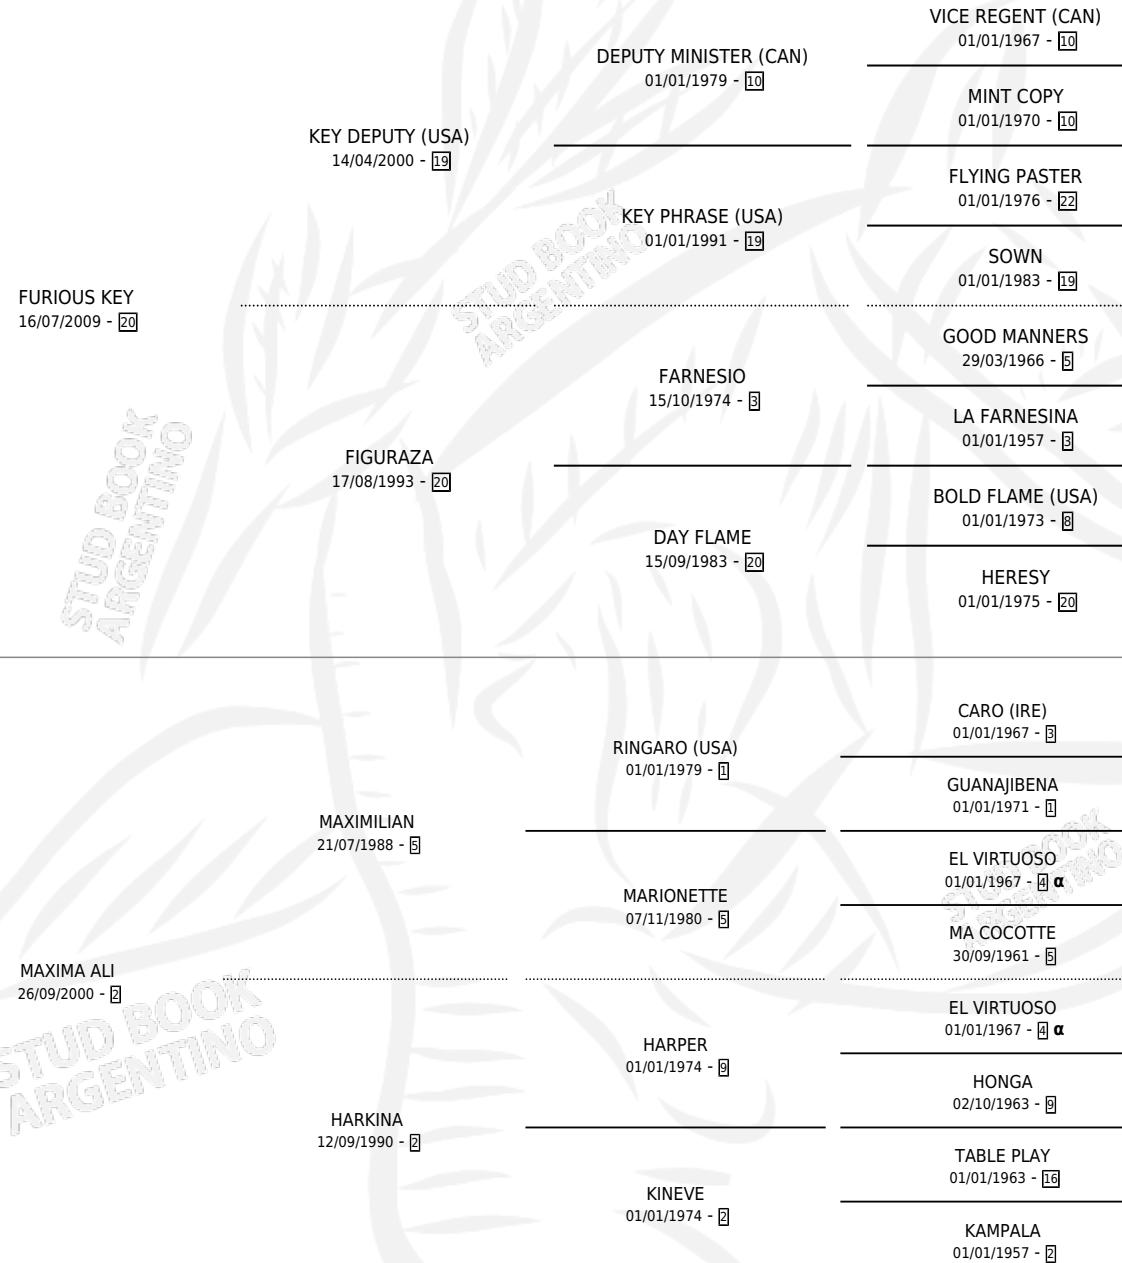 VICE REGENT (CAN)
01/01/1967 - 10
DEPUTY MINISTER (CAN)
01/01/1979 - 10
MINT COPY
01/01/1970 - 10
KEY DEPUTY (USA)
14/04/2000 - 19
FLYING PASTER
01/01/1976 - 22
KEY PHRASE (USA)
01/01/1991 - 19
SOWN
01/01/1983 - 19
FURIOUS KEY
16/07/2009 - 20
GOOD MANNERS
29/03/1966 - 5
FARNESIO
15/10/1974 - 3
LA FARNESINA
01/01/1957 - 3
FIGURAZA
17/08/1993 - 20
BOLD FLAME (USA)
01/01/1973 - 8
DAY FLAME
15/09/1983 - 20
HERESY
01/01/1975 - 20
CARO (IRE)
01/01/1967 - 3
RINGARO (USA)
01/01/1979 - 1
GUANAJIBENA
01/01/1971 - 1
MAXIMILIAN
21/07/1988 - 5
EL VIRTUOSO
01/01/1967 - 4 α
MARIONETTE
07/11/1980 - 5
MA COCOTTE
30/09/1961 - 5
MAXIMA ALI
26/09/2000 - 2
EL VIRTUOSO
01/01/1967 - 4 α
HARPER
01/01/1974 - 9
HONGA
02/10/1963 - 9
HARKINA
12/09/1990 - 2
TABLE PLAY
01/01/1963 - 16
KINEVE
01/01/1974 - 2
KAMPALA
01/01/1957 - 2
STUD BOOK
ARGENTINO
STUD BOOK
ARGENTINO
STUD BOOK
ARGENTINO
STUD BOOK
ARGENTINO